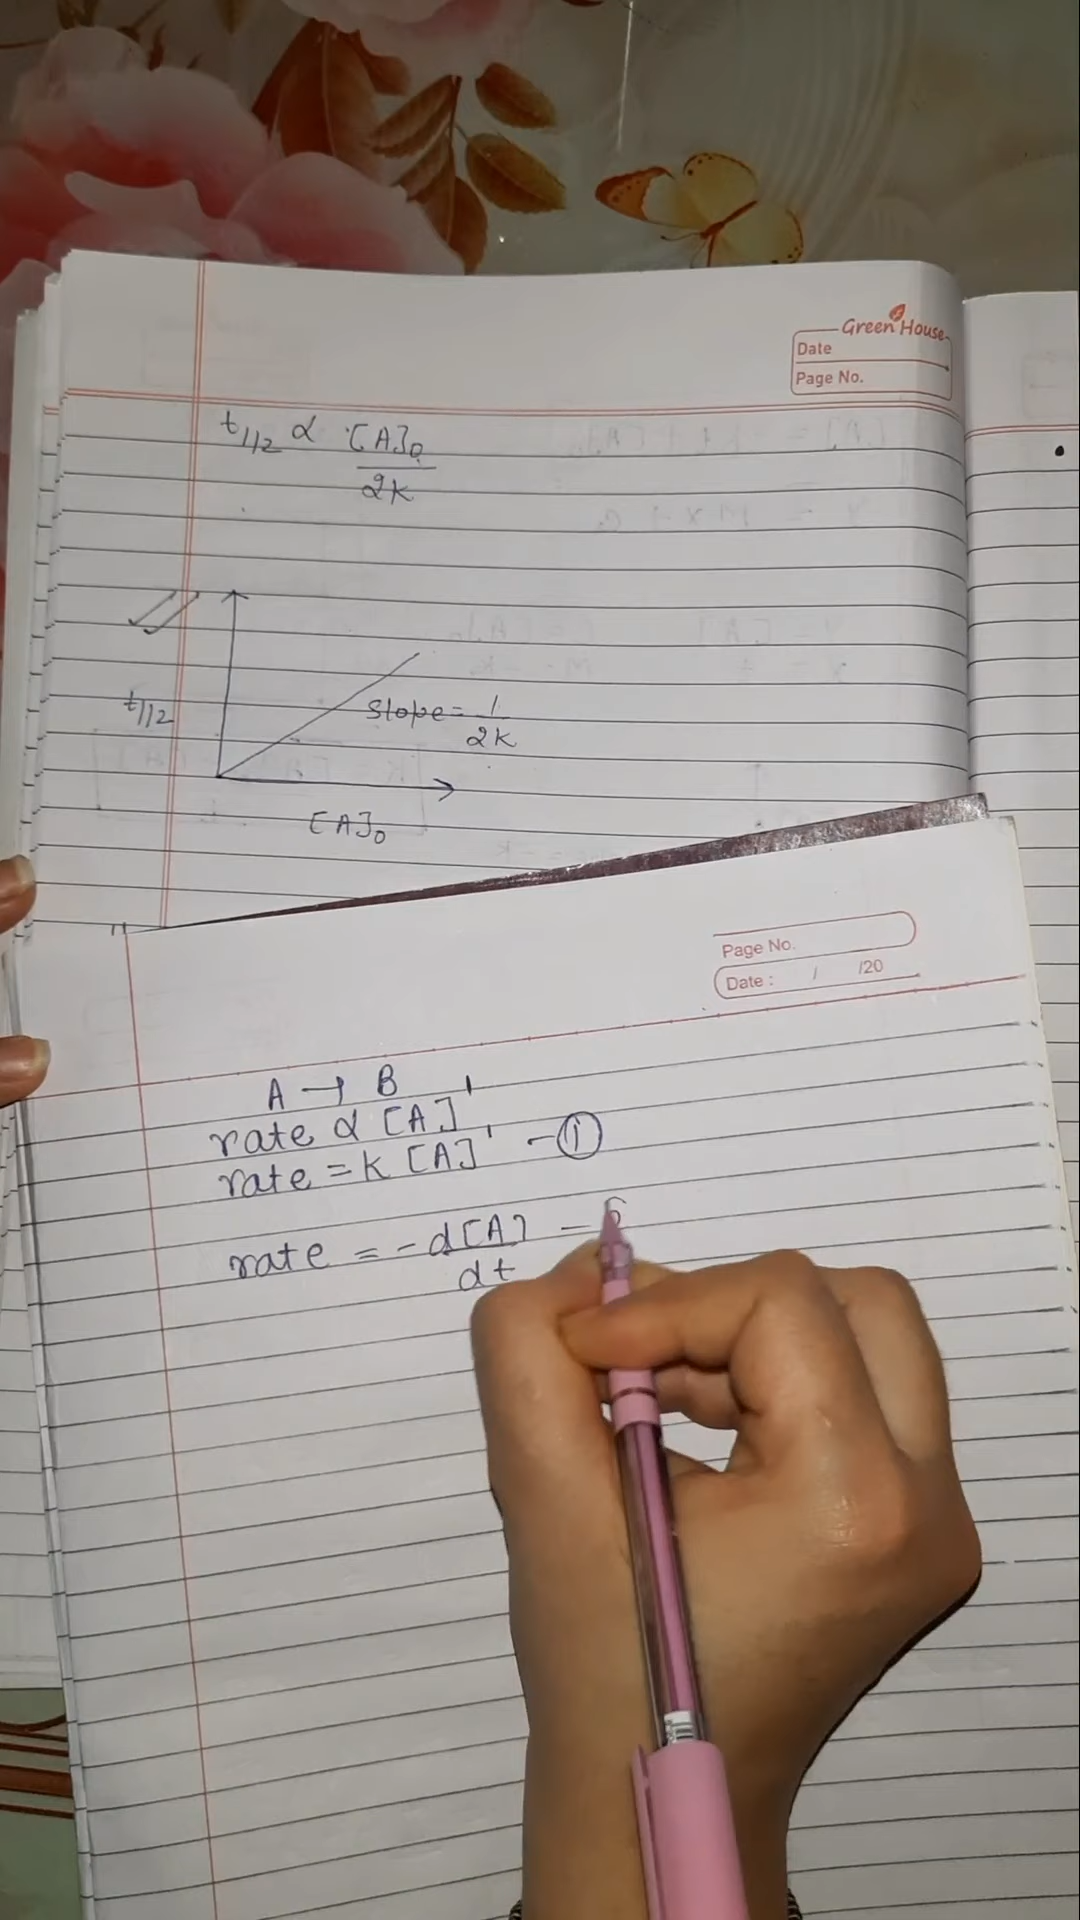 Green House
Date
Page No.
t1/2 α [A]0
2k
t1/2
Slope = 1
2k
[A]0
Page No.
Date : / /20
A → B
rate α [A]1
rate = k [A]1 - ①
rate = - d[A] -
dt